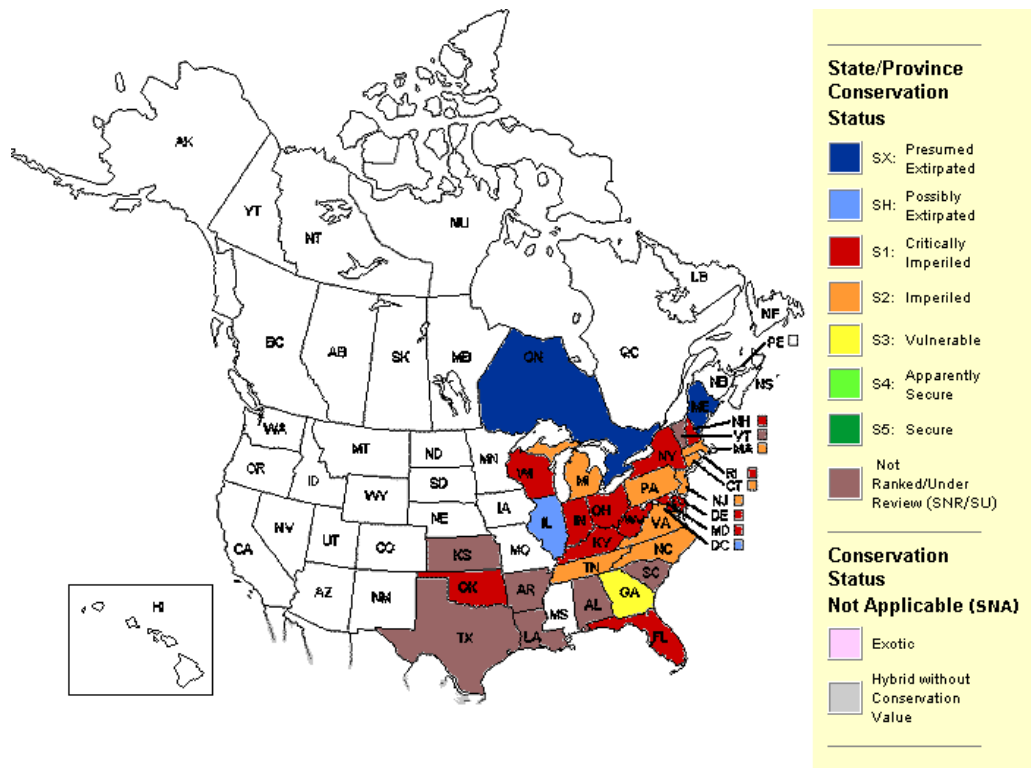 AK
YT
NT
NU
BC
AB
SK
MB
ON
QC
LB
NF
PE
NB
NS
ME
WA
MT
ND
MN
OR
ID
WY
SD
WI
MI
NY
NH
VT
MA
RI
CT
NJ
DE
MD
DC
NV
UT
CO
NE
IA
IL
IN
OH
PA
WV
VA
CA
AZ
NM
KS
MO
KY
NC
TN
OK
AR
SC
TX
LA
MS
AL
GA
FL
HI
State/Province
Conservation
Status
SX: Presumed
Extirpated
SH: Possibly
Extirpated
S1: Critically
Imperiled
S2: Imperiled
S3: Vulnerable
S4: Apparently
Secure
S5: Secure
Not
Ranked/Under
Review (SNR/SU)
Conservation
Status
Not Applicable (SNA)
Exotic
Hybrid without
Conservation
Value